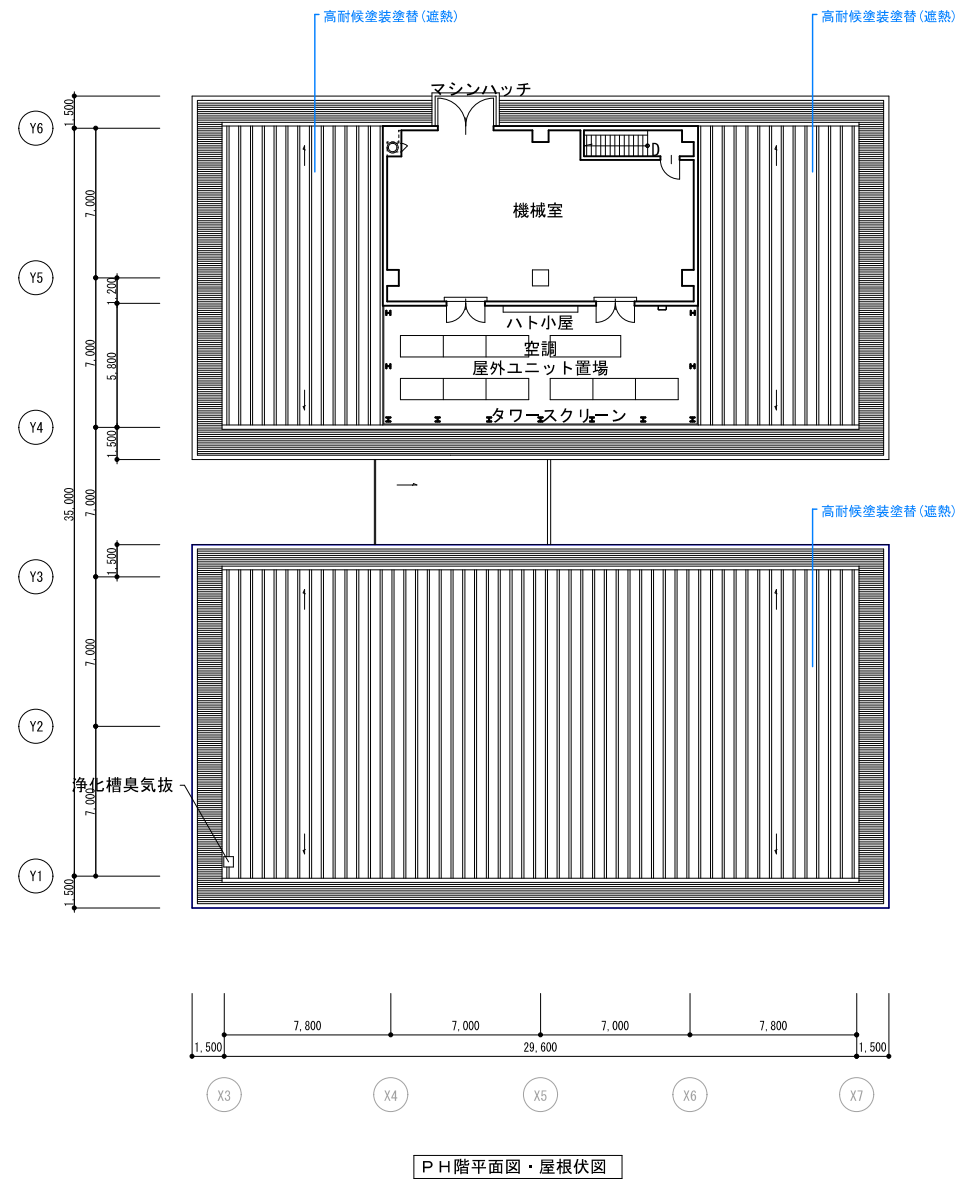 高耐候塗装塗替(遮熱)
高耐候塗装塗替(遮熱)
マシンハッチ
1,500
Y6
7,000
機械室
Y5
1,200
7,000
5,800
ハト小屋
空調
屋外ユニット置場
タワースクリーン
Y4
1,500
35,000
7,000
高耐候塗装塗替(遮熱)
1,500
Y3
7,000
Y2
浄化槽臭気抜
7,000
Y1
1,500
7,800
7,000
7,000
7,800
1,500
29,600
1,500
X3
X4
X5
X6
X7
PH階平面図・屋根伏図